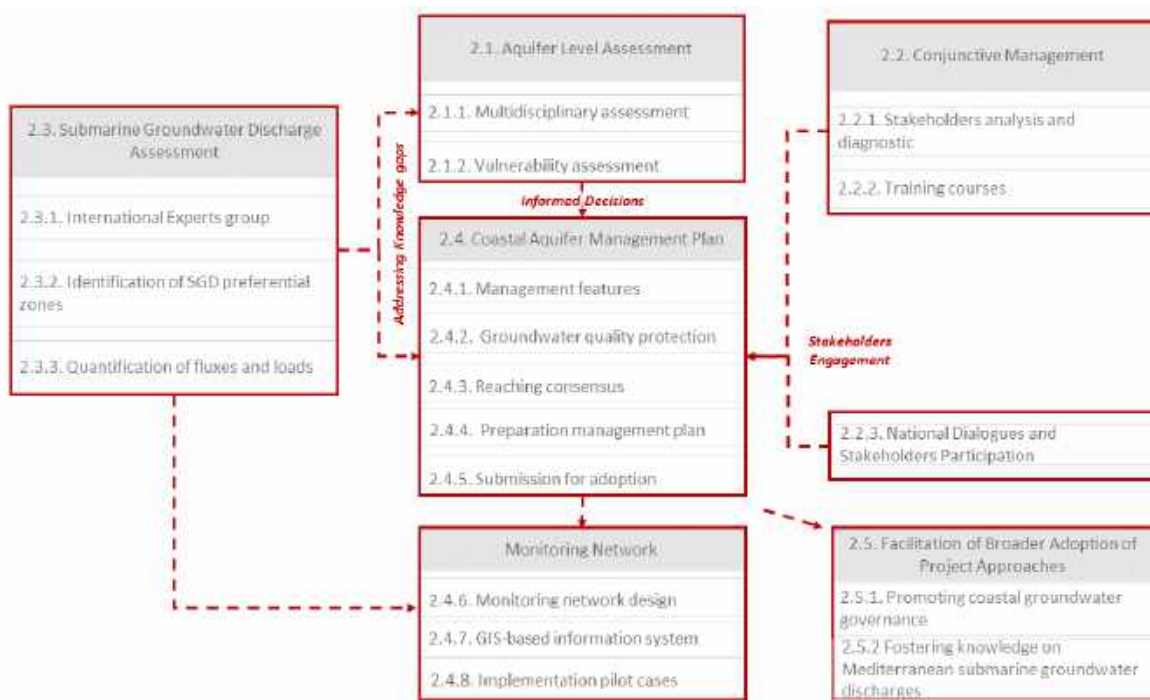 2.1. Aquifer Level Assessment
2.1.1. Multidisciplinary assessment
2.1.2. Vulnerability assessment
2.2. Conjunctive Management
2.2.1. Stakeholders analysis and
diagnostic
2.2.2. Training courses
2.3. Submarine Groundwater Discharge
Assessment
2.3.1. International Experts group
2.3.2. Identification of SGD preferential
zones
2.3.3. Quantification of fluxes and loads
Addressing Knowledge gaps
Informed Decisions
2.4. Coastal Aquifer Management Plan
2.4.1. Management features
2.4.2. Groundwater quality protection
2.4.3. Reaching consensus
2.4.4. Preparation management plan
2.4.5. Submission for adoption
Stakeholders
Engagement
2.2.3. National Dialogues and
Stakeholders Participation
Monitoring Network
2.4.6. Monitoring network design
2.4.7. GIS-based information system
2.4.8. Implementation pilot cases
2.5. Facilitation of Broader Adoption of
Project Approaches
2.5.1. Promoting coastal groundwater
governance
2.5.2 Fostering knowledge on
Mediterranean submarine groundwater
discharges